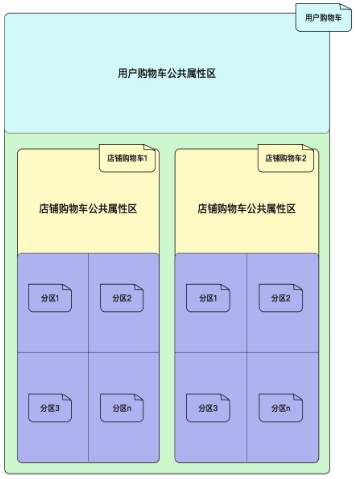 用户购物车
用户购物车公共属性区
店铺购物车1
店铺购物车2
店铺购物车公共属性区
店铺购物车公共属性区
分区1
分区2
分区1
分区2
分区3
分区n
分区3
分区n